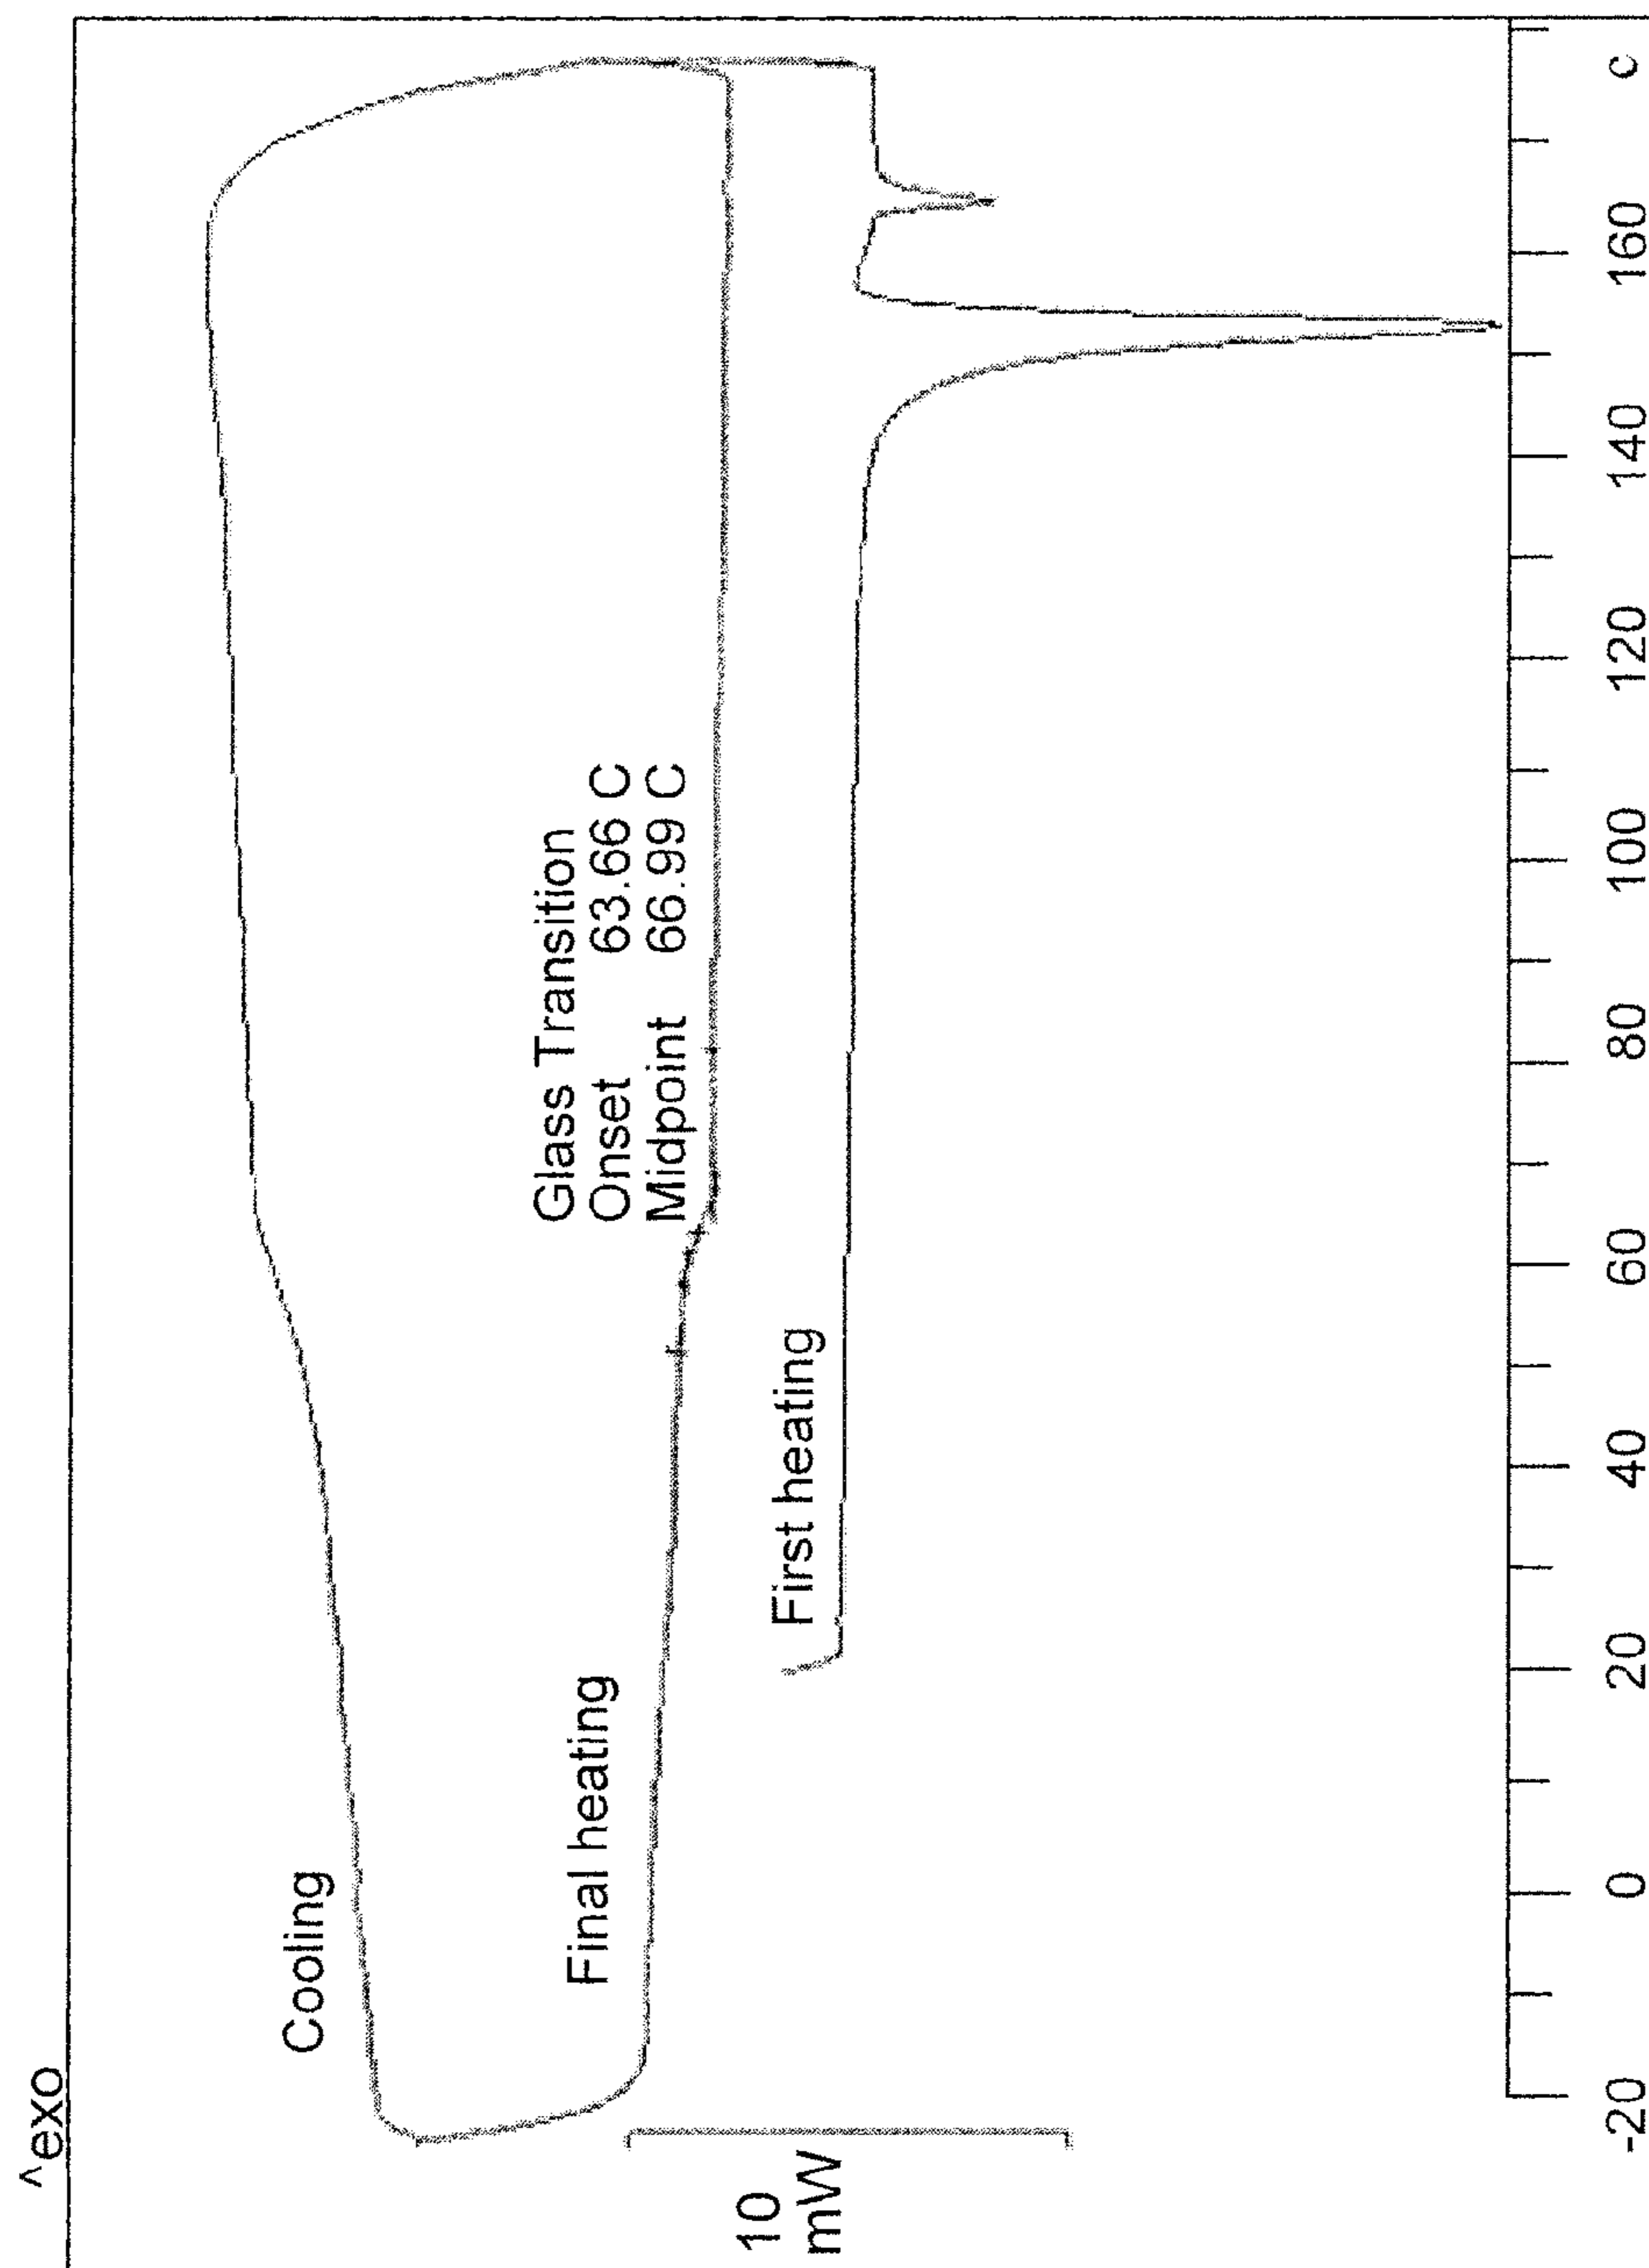 ^exo
Cooling
Final heating
Glass Transition
Onset 63.66 C
Midpoint 66.99 C
First heating
10
mW
-20 0 20 40 60 80 100 120 140 160 c